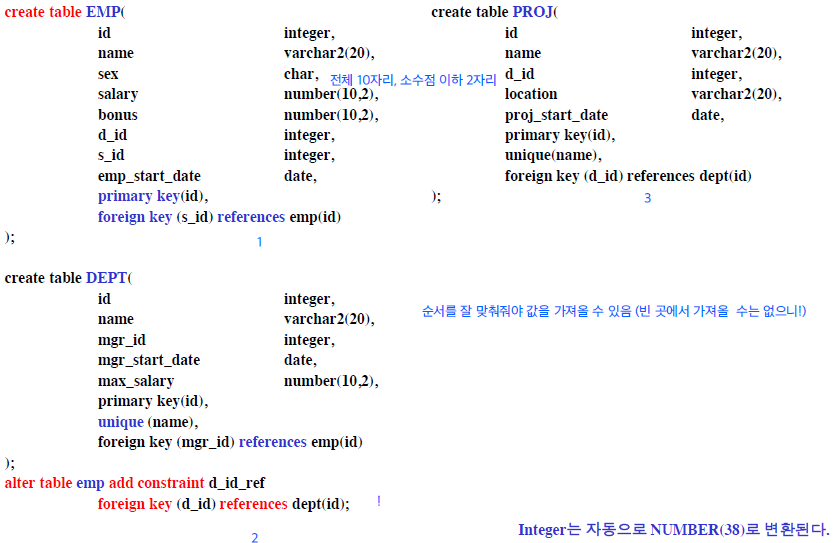 create table EMP(
id integer,
name varchar2(20),
sex char,
전체 10자리, 소수점 이하 2자리
salary number(10,2),
bonus number(10,2),
d_id integer,
s_id integer,
emp_start_date date,
primary key(id),
foreign key (s_id) references emp(id)
);
1
create table DEPT(
id integer,
name varchar2(20),
mgr_id integer,
mgr_start_date date,
max_salary number(10,2),
primary key(id),
unique (name),
foreign key (mgr_id) references emp(id)
);
alter table emp add constraint d_id_ref
foreign key (d_id) references dept(id); !
2
create table PROJ(
id integer,
name varchar2(20),
d_id integer,
location varchar2(20),
proj_start_date date,
primary key(id),
unique(name),
foreign key (d_id) references dept(id)
);
3
순서를 잘 맞춰줘야 값을 가져올 수 있음 (빈 곳에서 가져올 수는 없으니!)
Integer는 자동으로 NUMBER(38)로 변환된다.